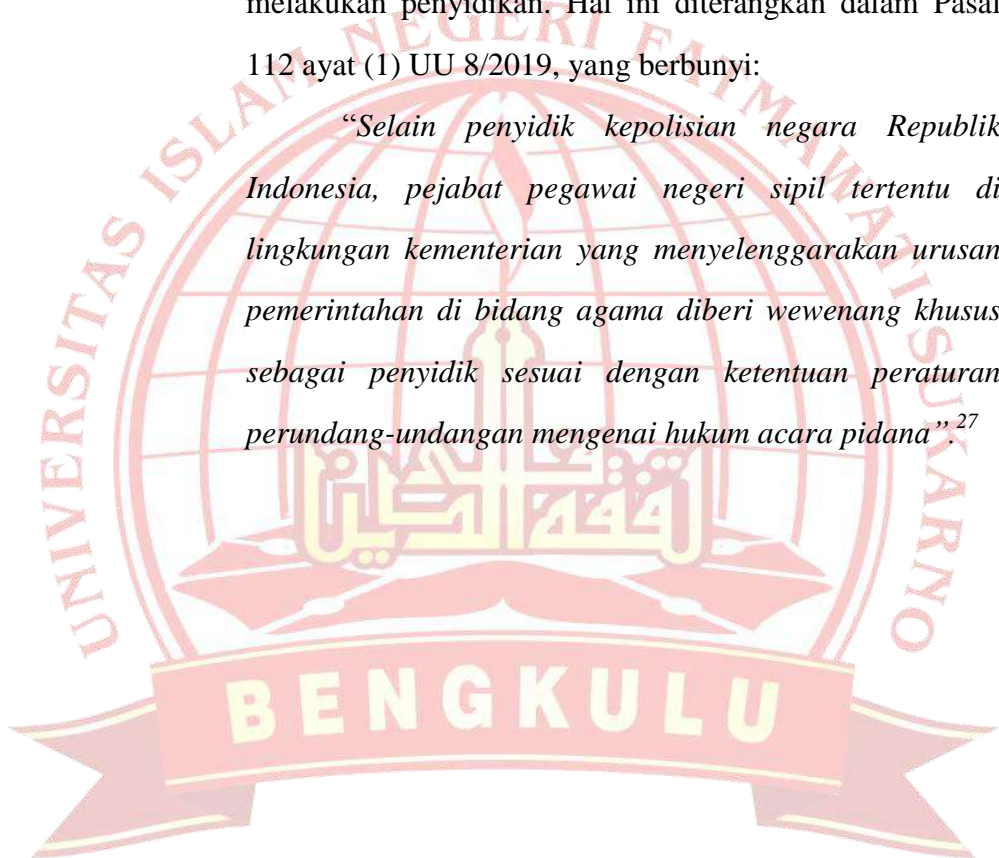 melakukan penyidikan. Hal ini diterangkan dalam Pasal
112 ayat (1) UU 8/2019, yang berbunyi:
“Selain penyidik kepolisian negara Republik
Indonesia, pejabat pegawai negeri sipil tertentu di
lingkungan kementerian yang menyelenggarakan urusan
pemerintahan di bidang agama diberi wewenang khusus
sebagai penyidik sesuai dengan ketentuan peraturan
perundang-undangan mengenai hukum acara pidana”.27
UNIVERSITAS ISLAM NEGERI FATMAWATI SUKARNO
BENGKULU